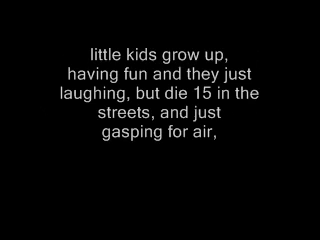 little kids grow up,
having fun and they just
laughing, but die 15 in the
streets, and just
gasping for air,